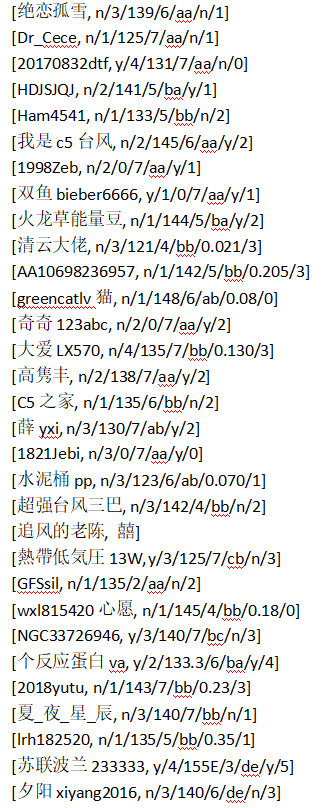 [绝恋孤雪, n/3/139/6/aa/n/1]
[Dr_Cece, n/1/125/7/aa/n/1]
[20170832dtf, y/4/131/7/aa/n/0]
[HDJSJQJ, n/2/141/5/ba/y/1]
[Ham4541, n/1/133/5/bb/n/2]
[我是 c5 台风, n/2/145/6/aa/y/2]
[1998Zeb, n/2/0/7/aa/y/1]
[双鱼 bieber6666, y/1/0/7/aa/y/1]
[火龙草能量豆, n/1/144/5/ba/y/2]
[清云大佬, n/3/121/4/bb/0.021/3]
[AA10698236957, n/1/142/5/bb/0.205/3]
[greencatlv 猫, n/1/148/6/ab/0.08/0]
[奇奇 123abc, n/2/0/7/aa/y/2]
[大爱 LX570, n/4/135/7/bb/0.130/3]
[高隽丰, n/2/138/7/aa/y/2]
[C5 之家, n/1/135/6/bb/n/2]
[薛 yxi, n/3/130/7/ab/y/2]
[1821Jebi, n/3/0/7/aa/y/0]
[水泥桶 pp, n/3/123/6/ab/0.070/1]
[超强台风三巴, n/3/142/4/bb/n/2]
[追风的老陈, 囍]
[熱帶低気圧 13W, y/3/125/7/cb/n/3]
[GFSsil, n/1/135/2/aa/n/2]
[wxl815420 心愿, n/1/145/4/bb/0.18/0]
[NGC33726946, y/3/140/7/bc/n/3]
[个反应蛋白 va, y/2/133.3/6/ba/y/4]
[2018yutu, n/1/143/7/bb/0.23/3]
[夏_夜_星_辰, n/3/140/7/bb/n/1]
[lrh182520, n/1/135/5/bb/0.35/1]
[苏联波兰 233333, y/4/155E/3/de/y/5]
[夕阳 xiyang2016, n/3/140/6/de/n/3]